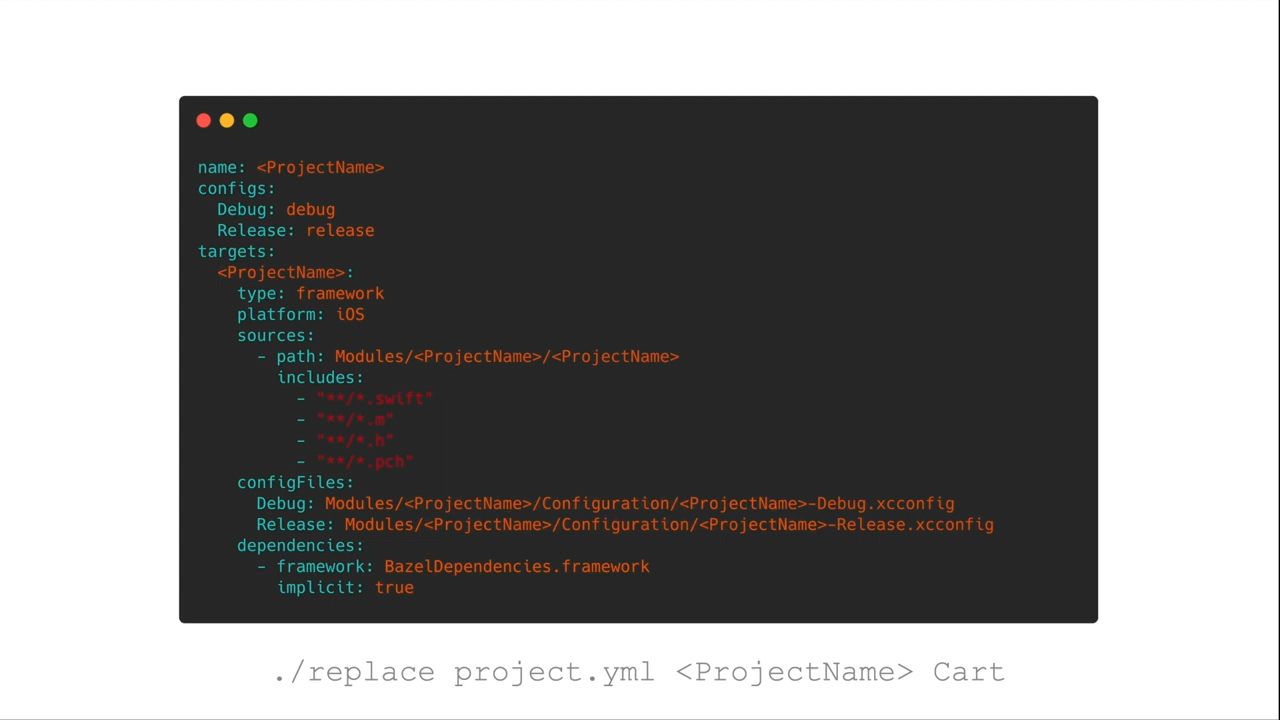 name: <ProjectName>
configs:
  Debug: debug
  Release: release
targets:
  <ProjectName>:
    type: framework
    platform: iOS
    sources:
      - path: Modules/<ProjectName>/<ProjectName>
        includes:
          - "**/*.swift"
          - "**/*.m"
          - "**/*.h"
          - "**/*.pch"
    configFiles:
      Debug: Modules/<ProjectName>/Configuration/<ProjectName>-Debug.xcconfig
      Release: Modules/<ProjectName>/Configuration/<ProjectName>-Release.xcconfig
    dependencies:
      - framework: BazelDependencies.framework
        implicit: true
./replace project.yml <ProjectName> Cart